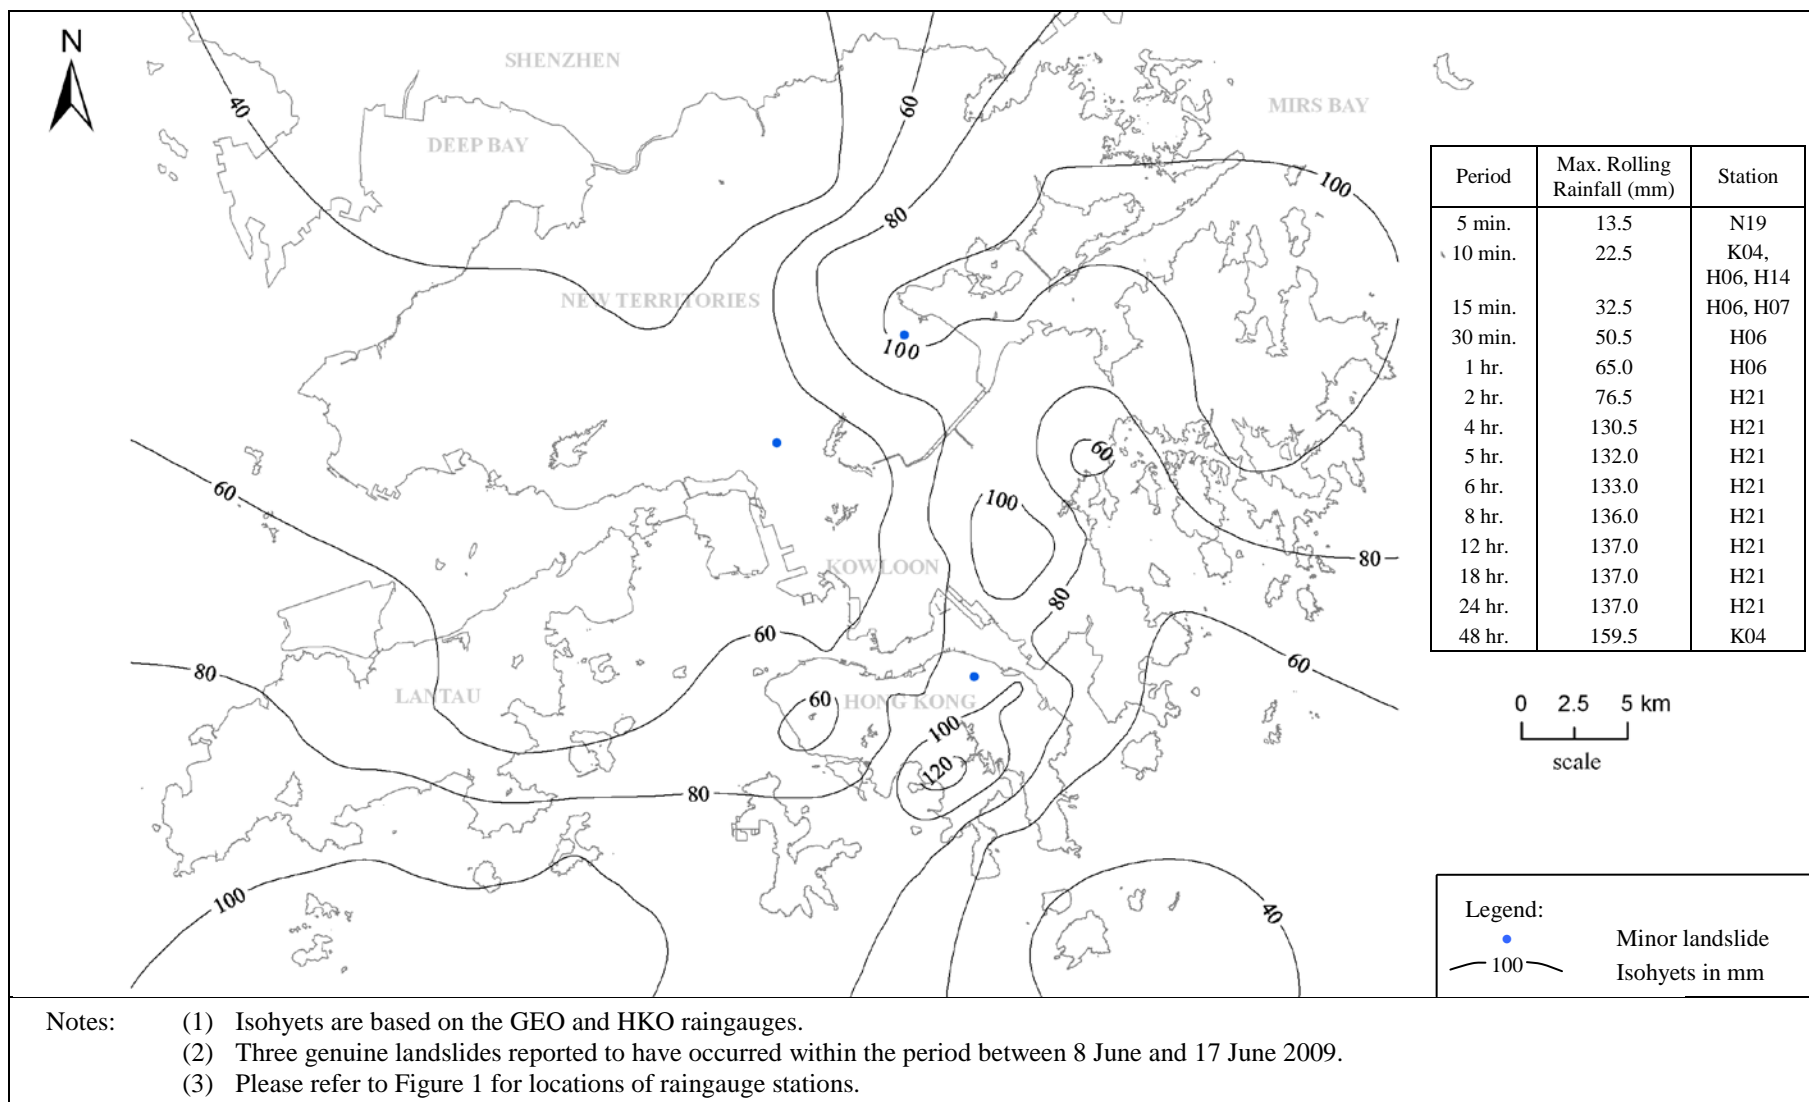 N
SHENZHEN
MIRS BAY
DEEP BAY
40
60
80
100
NEW TERRITORIES
100
60
60
100
80
KOWLOON
80
60
60
80
LANTAU
60
HONG KONG
100
120
80
100
40
Period Max. Rolling Rainfall (mm) Station
5 min. 13.5 N19
10 min. 22.5 K04,
H06, H14
15 min. 32.5 H06, H07
30 min. 50.5 H06
1 hr. 65.0 H06
2 hr. 76.5 H21
4 hr. 130.5 H21
5 hr. 132.0 H21
6 hr. 133.0 H21
8 hr. 136.0 H21
12 hr. 137.0 H21
18 hr. 137.0 H21
24 hr. 137.0 H21
48 hr. 159.5 K04
0 2.5 5 km
scale
Legend:
Minor landslide
100 Isohyets in mm
Notes: (1) Isohyets are based on the GEO and HKO raingauges.
(2) Three genuine landslides reported to have occurred within the period between 8 June and 17 June 2009.
(3) Please refer to Figure 1 for locations of raingauge stations.